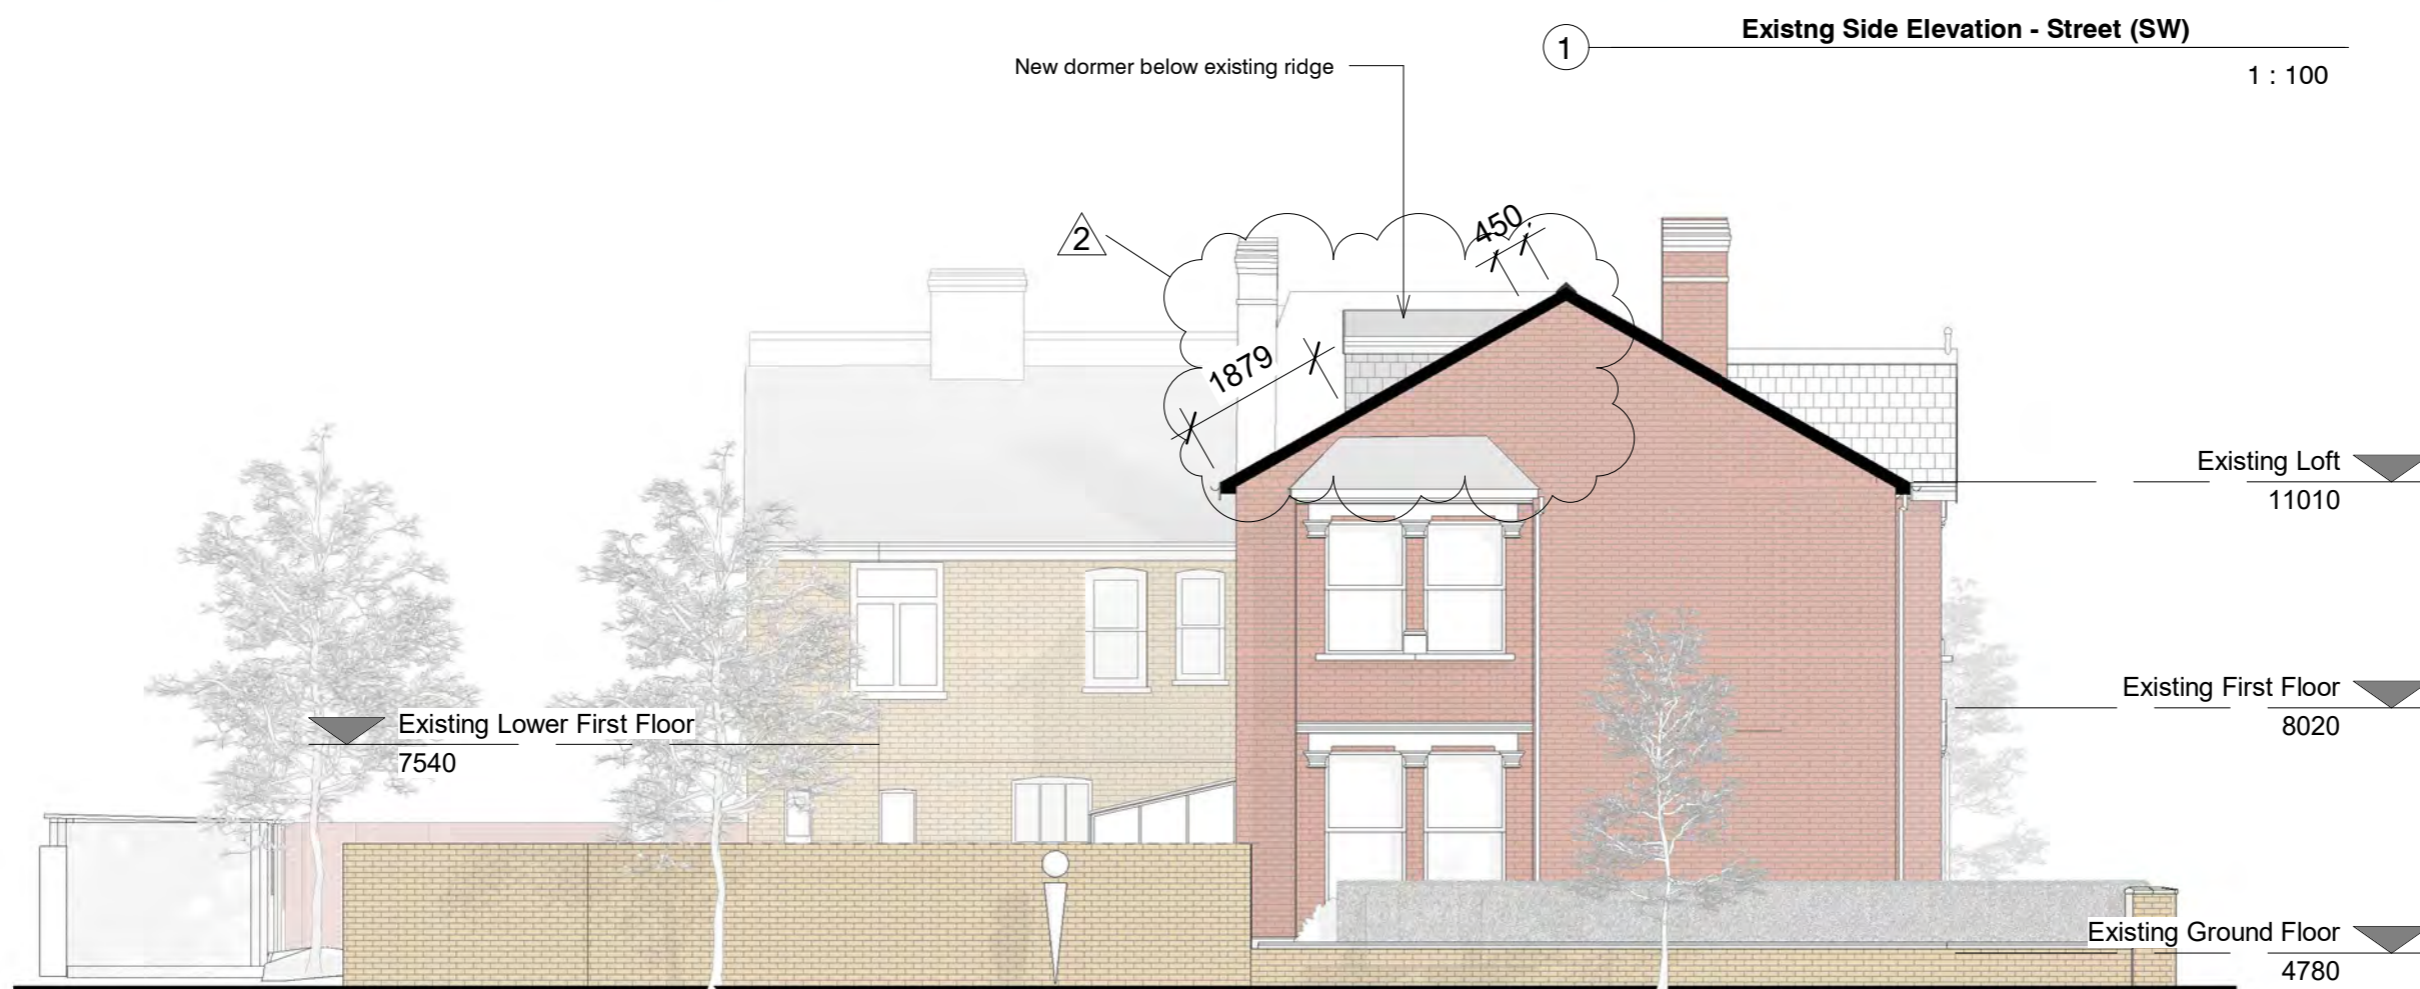 Existng Side Elevation - Street (SW)
1
1 : 100
New dormer below existing ridge
2
450
1879
Existing Loft
11010
Existing First Floor
8020
Existing Lower First Floor
7540
Existing Ground Floor
4780